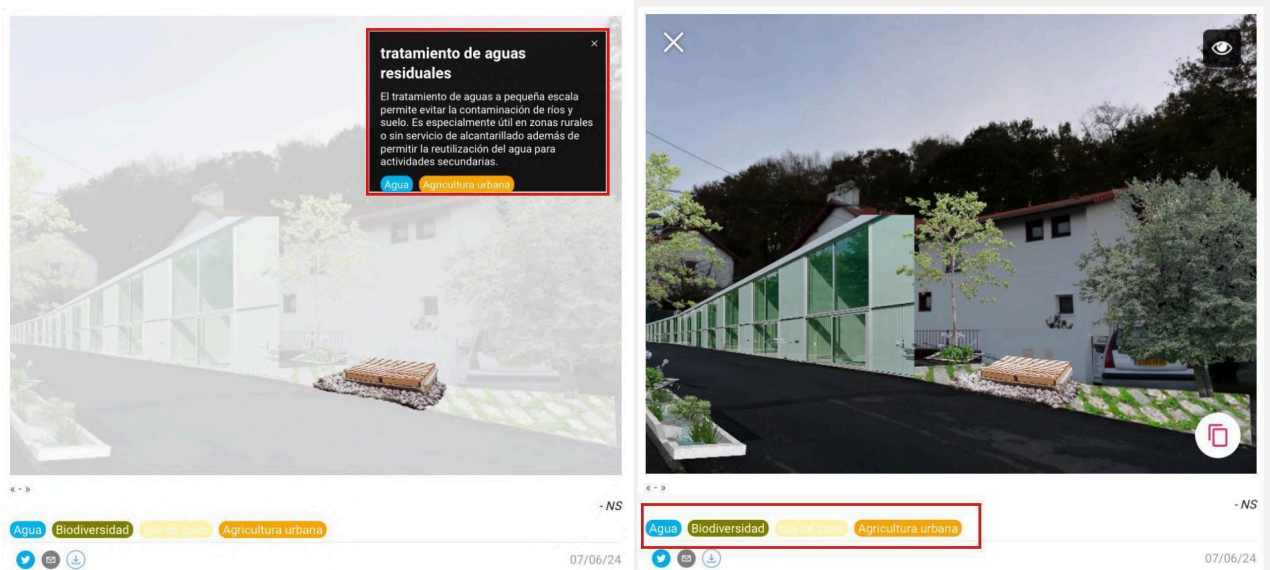 tratamiento de aguas
residuales
El tratamiento de aguas a pequeña escala
permite evitar la contaminación de ríos y
suelo. Es especialmente útil en zonas rurales
o sin servicio de alcantarillado además de
permitir la reutilización del agua para
actividades secundarias.
Agua Agricultura urbana
« - »
- NS
Agua Biodiversidad Isla de calor Agricultura urbana
07/06/24
« - »
- NS
Agua Biodiversidad Isla de calor Agricultura urbana
07/06/24